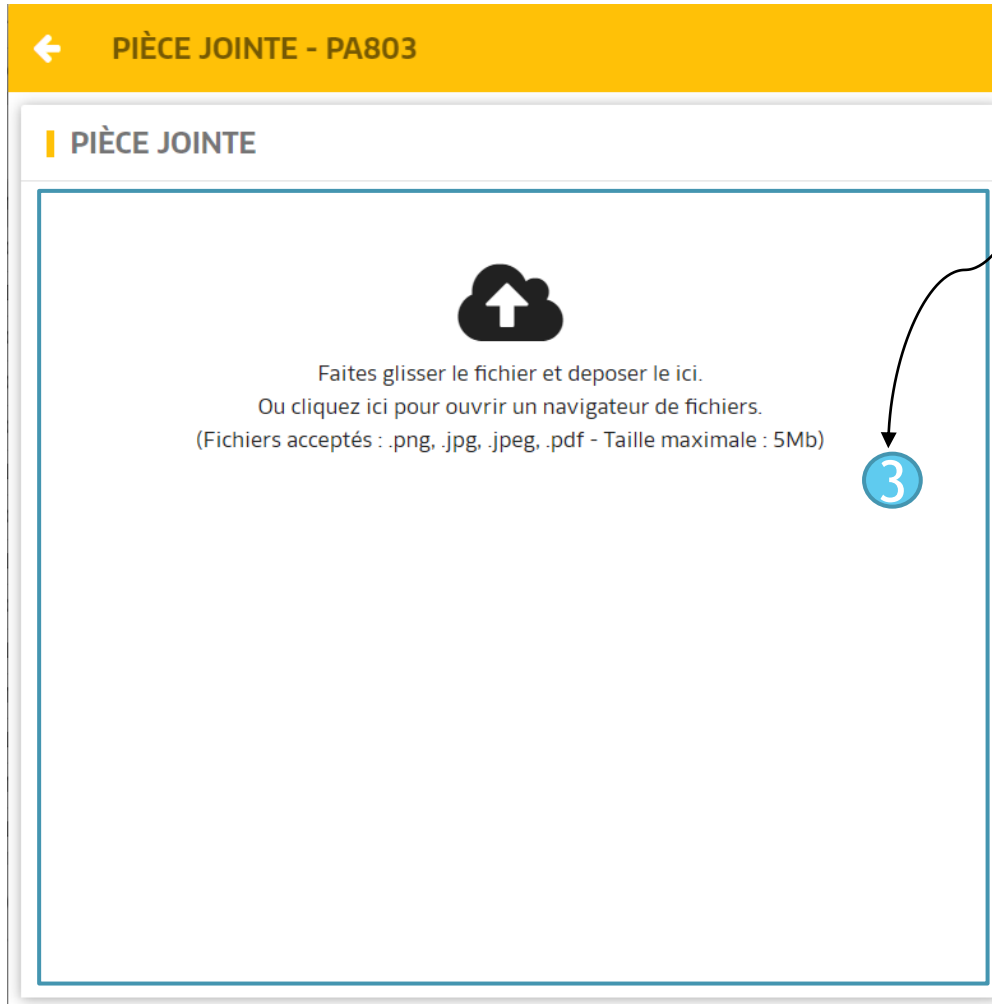 PIÈCE JOINTE - PA803
PIÈCE JOINTE
Faites glisser le fichier et deposer le ici.
Ou cliquez ici pour ouvrir un navigateur de fichiers.
(Fichiers acceptés : .png, .jpg, .jpeg, .pdf - Taille maximale : 5Mb)
3